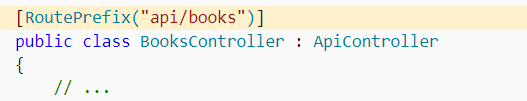 [RoutePrefix("api/books")]
public class BooksController : ApiController
{
    // ...